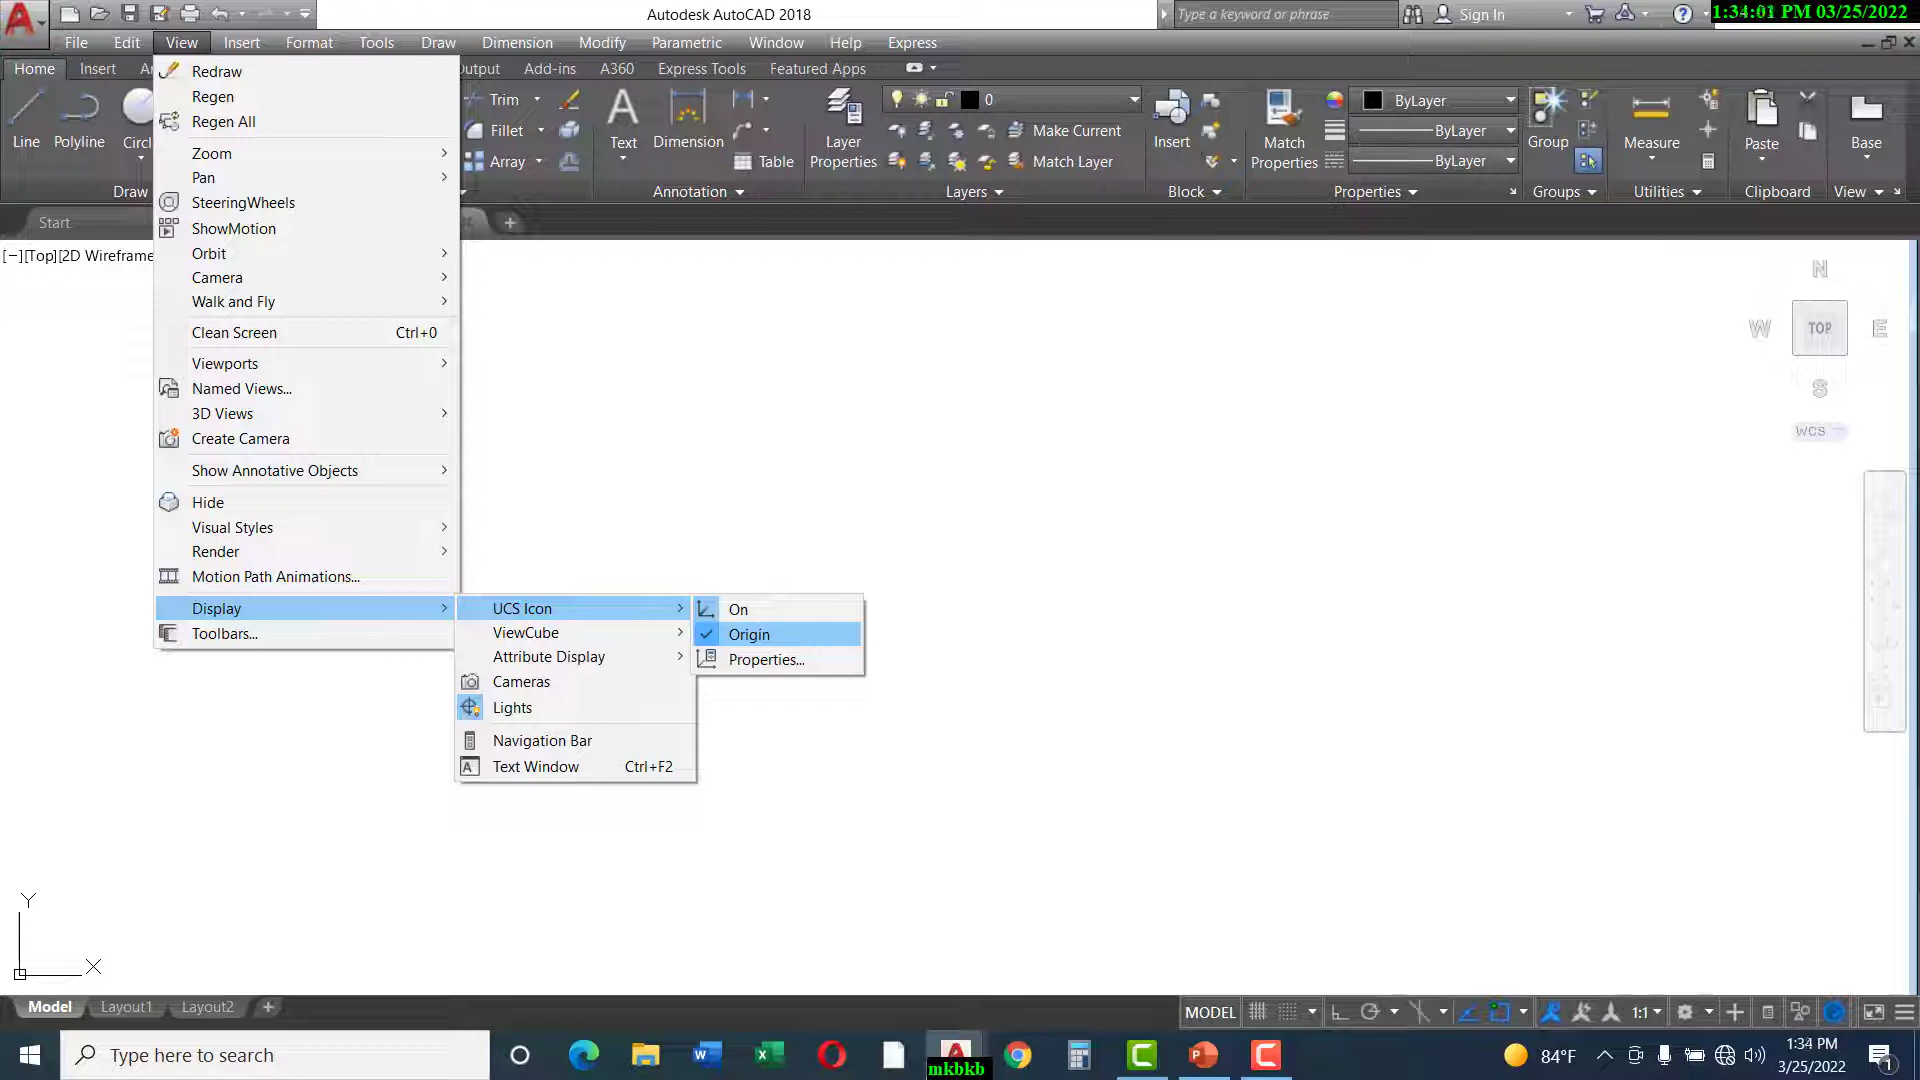 Autodesk AutoCAD 2018
Type a keyword or phrase
Sign In
1:34:01 PM 03/25/2022
File Edit View Insert Format Tools Draw Dimension Modify Parametric Window Help Express
Home Insert Output Add-ins A360 Express Tools Featured Apps
Line
Polyline
Circl
Draw
Trim
Fillet
Array
Text
Dimension
Table
Annotation
Layer
Properties
0
Make Current
Match Layer
Layers
Insert
Block
Match
Properties
ByLayer
ByLayer
ByLayer
Properties
Group
Groups
Measure
Utilities
Paste
Clipboard
Base
View
Start
[−][Top][2D Wireframe
Redraw
Regen
Regen All
Zoom
Pan
SteeringWheels
ShowMotion
Orbit
Camera
Walk and Fly
Clean Screen Ctrl+0
Viewports
Named Views...
3D Views
Create Camera
Show Annotative Objects
Hide
Visual Styles
Render
Motion Path Animations...
Display
Toolbars...
UCS Icon
ViewCube
Attribute Display
Cameras
Lights
Navigation Bar
Text Window Ctrl+F2
On
Origin
Properties...
N
W TOP E
S
WCS
Y
X
Model Layout1 Layout2
MODEL
1:1
Type here to search
mkbkb
84°F
1:34 PM
3/25/2022
1